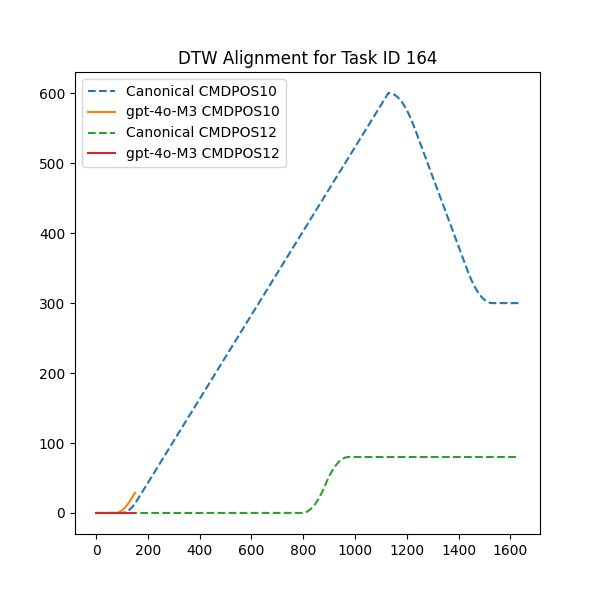 DTW Alignment for Task ID 164
Canonical CMDPOS10
gpt-4o-M3 CMDPOS10
Canonical CMDPOS12
gpt-4o-M3 CMDPOS12
600
500
400
300
200
100
0
0 200 400 600 800 1000 1200 1400 1600